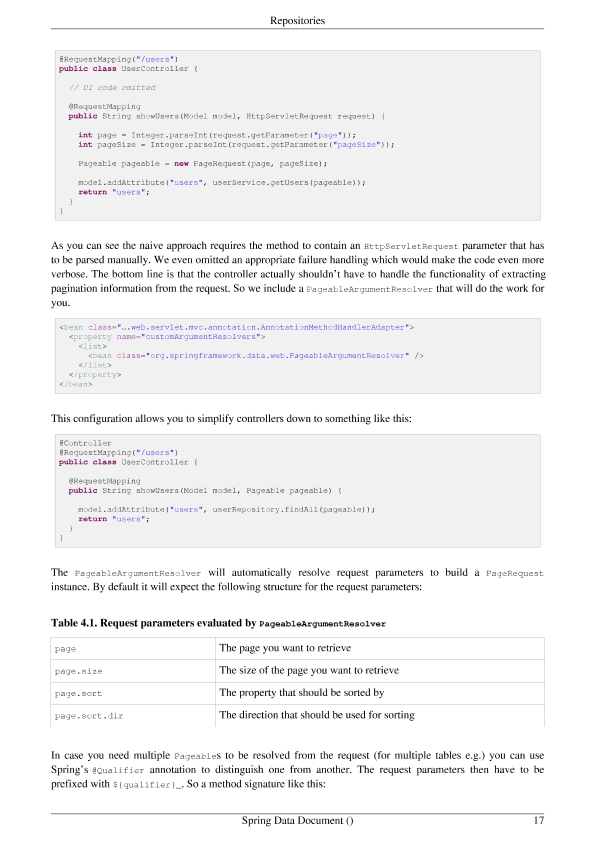 Repositories
@RequestMapping("/users")
public class UserController {
// DI code omitted
@RequestMapping
public String showUsers(Model model, HttpServletRequest request) {
int page = Integer.parseInt(request.getParameter("page"));
int pageSize = Integer.parseInt(request.getParameter("pageSize"));
Pageable pageable = new PageRequest(page, pageSize);
model.addAttribute("users", userService.getUsers(pageable));
return "users";
}
}
As you can see the naive approach requires the method to contain an HttpServletRequest parameter that has
to be parsed manually. We even omitted an appropriate failure handling which would make the code even more
verbose. The bottom line is that the controller actually shouldn't have to handle the functionality of extracting
pagination information from the request. So we include a PageableArgumentResolver that will do the work for
you.
<bean class="….web.servlet.mvc.annotation.AnnotationMethodHandlerAdapter">
<property name="customArgumentResolvers">
<list>
<bean class="org.springframework.data.web.PageableArgumentResolver" />
</list>
</property>
</bean>
This configuration allows you to simplify controllers down to something like this:
@Controller
@RequestMapping("/users")
public class UserController {
@RequestMapping
public String showUsers(Model model, Pageable pageable) {
model.addAttribute("users", userRepository.findAll(pageable));
return "users";
}
}
The PageableArgumentResolver will automatically resolve request parameters to build a PageRequest
instance. By default it will expect the following structure for the request parameters:
Table 4.1. Request parameters evaluated by PageableArgumentResolver
page The page you want to retrieve
page.size The size of the page you want to retrieve
page.sort The property that should be sorted by
page.sort.dir The direction that should be used for sorting
In case you need multiple Pageables to be resolved from the request (for multiple tables e.g.) you can use
Spring's @Qualifier annotation to distinguish one from another. The request parameters then have to be
prefixed with ${qualifier}_. So a method signature like this:
Spring Data Document () 17